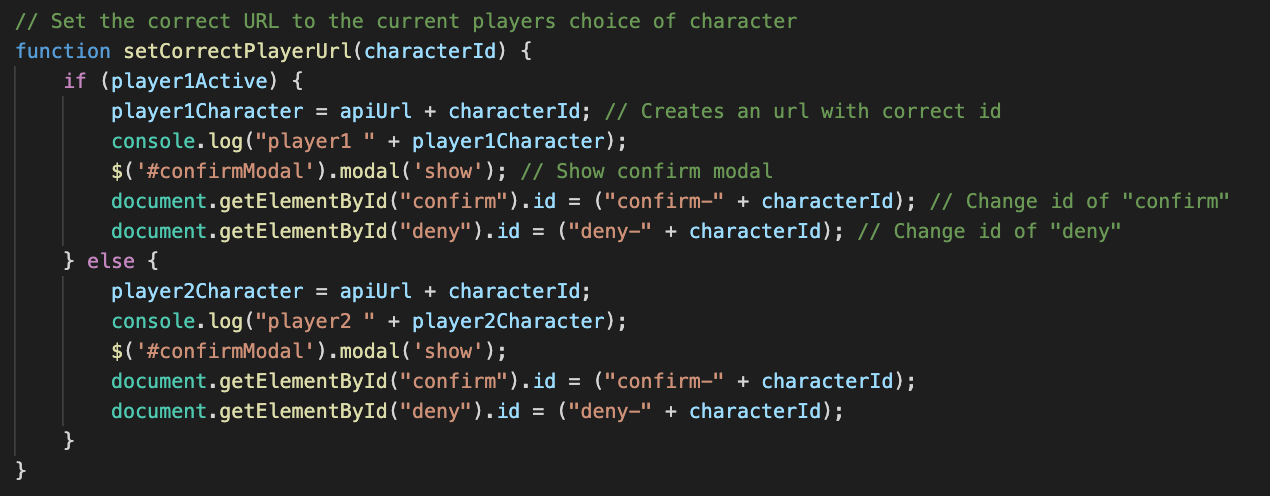 // Set the correct URL to the current players choice of character
function setCorrectPlayerUrl(characterId) {
    if (player1Active) {
        player1Character = apiUrl + characterId; // Creates an url with correct id
        console.log("player1 " + player1Character);
        $('#confirmModal').modal('show'); // Show confirm modal
        document.getElementById("confirm").id = ("confirm-" + characterId); // Change id of "confirm"
        document.getElementById("deny").id = ("deny-" + characterId); // Change id of "deny"
    } else {
        player2Character = apiUrl + characterId;
        console.log("player2 " + player2Character);
        $('#confirmModal').modal('show');
        document.getElementById("confirm").id = ("confirm-" + characterId);
        document.getElementById("deny").id = ("deny-" + characterId);
    }
}